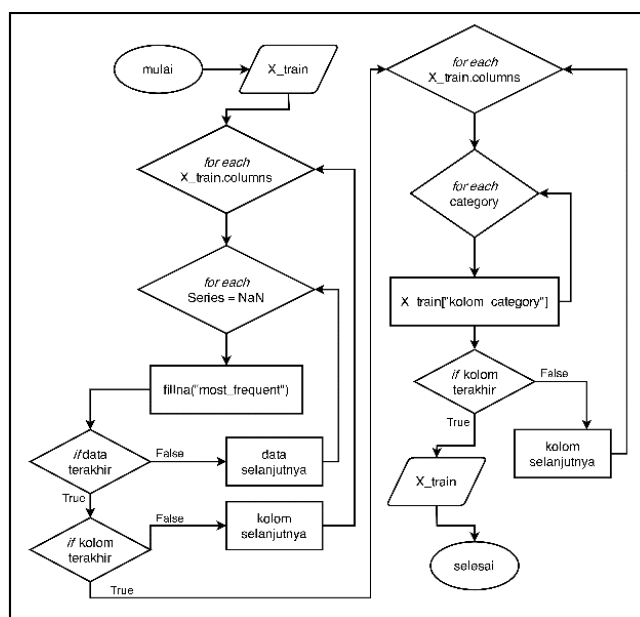 mulai
X_train
for each
X_train.columns
for each
Series = NaN
fillna("most_frequent")
if data
terakhir
False
data
selanjutnya
True
if kolom
terakhir
False
kolom
selanjutnya
True
for each
X_train.columns
for each
category
X_train["kolom_category"]
if kolom
terakhir
False
kolom
selanjutnya
True
X_train
selesai